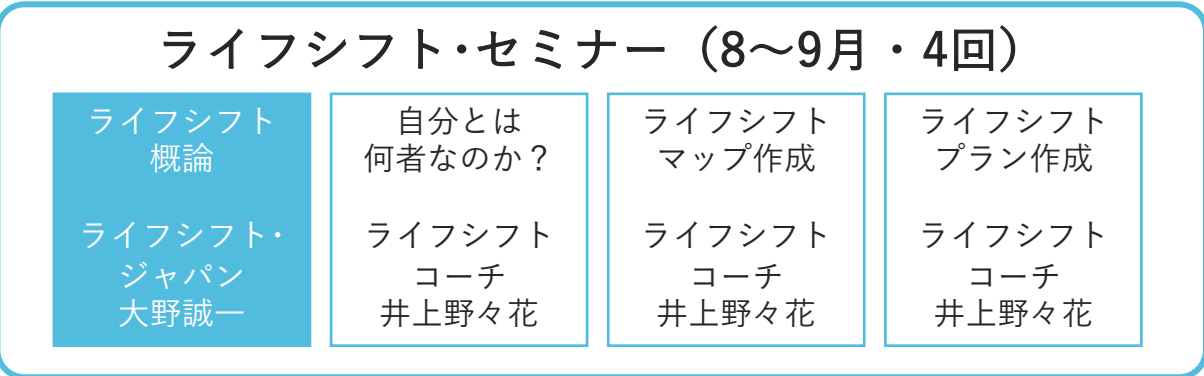 ライフシフト・セミナー（8〜9月・4回）
ライフシフト
概論
ライフシフト・
ジャパン
大野誠一
自分とは
何者なのか？
ライフシフト
コーチ
井上野々花
ライフシフト
マップ作成
ライフシフト
コーチ
井上野々花
ライフシフト
プラン作成
ライフシフト
コーチ
井上野々花